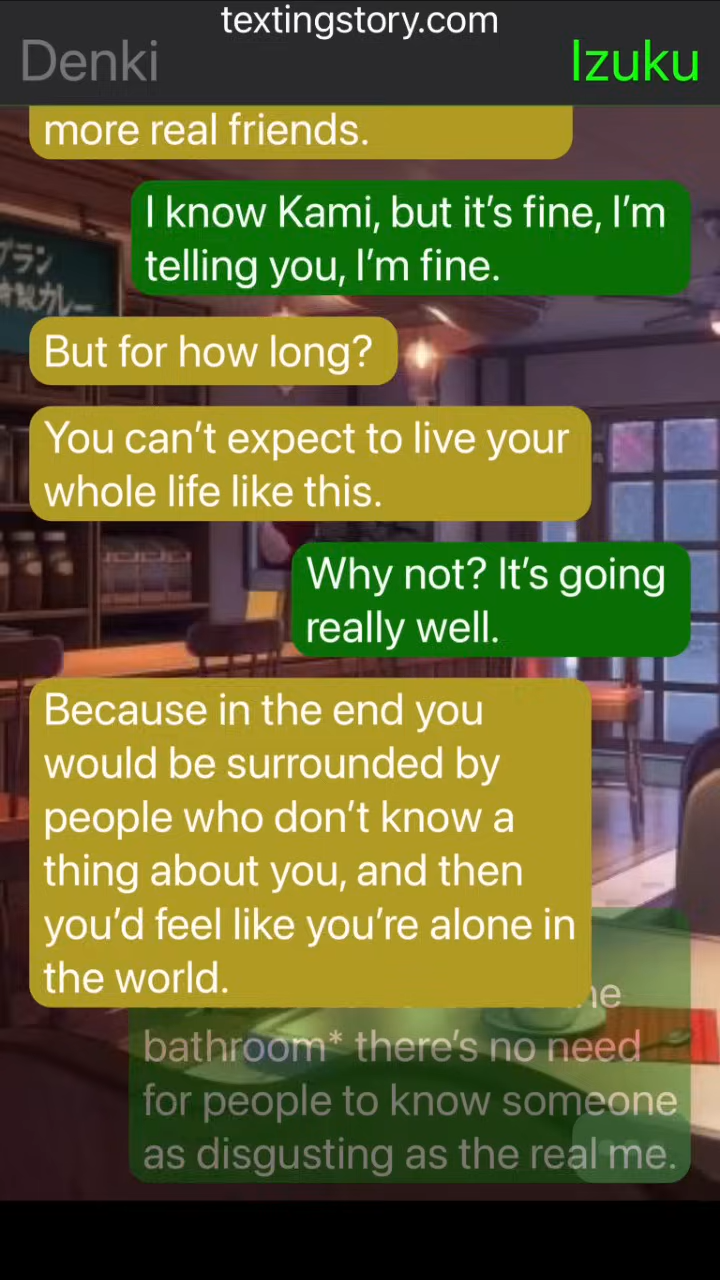 textingstory.com
Denki
Izuku
more real friends.
I know Kami, but it’s fine, I’m
telling you, I’m fine.
But for how long?
You can’t expect to live your
whole life like this.
Why not? It’s going
really well.
Because in the end you
would be surrounded by
people who don’t know a
thing about you, and then
you’d feel like you’re alone in
the world.
bathroom* there’s no need
for people to know someone
as disgusting as the real me.